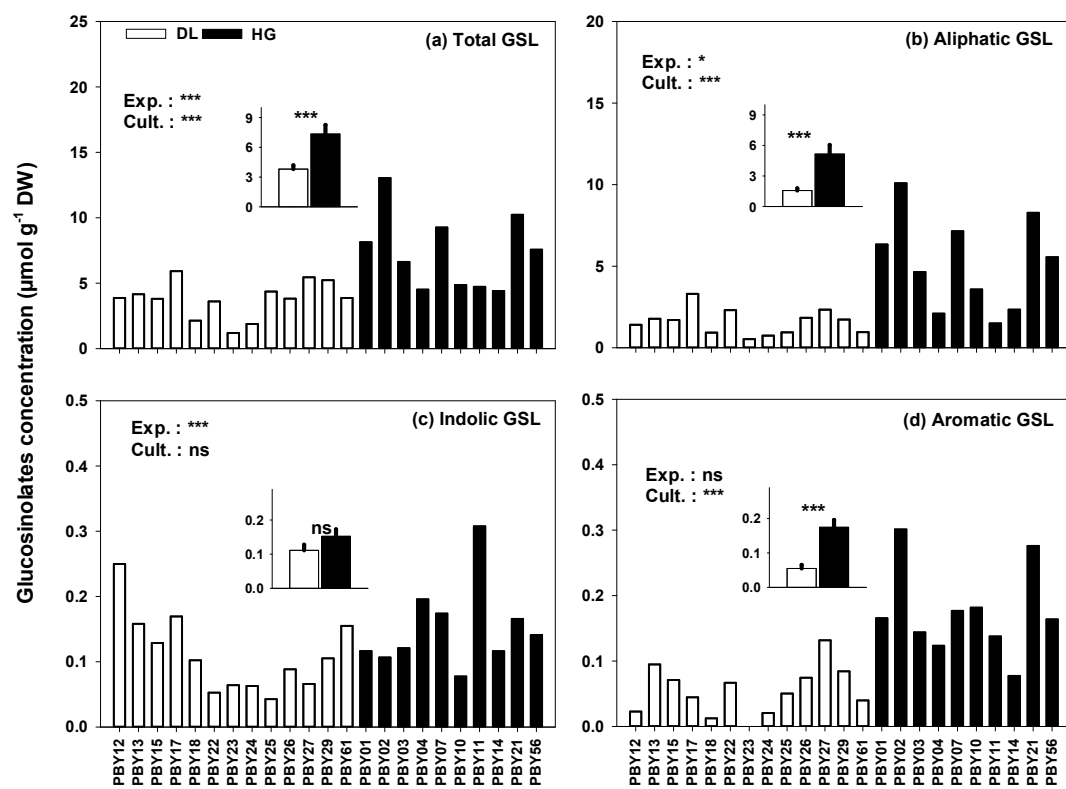 Glucosinolates concentration (µmol g-1 DW)
DL HG
(a) Total GSL
Exp. : ***
Cult. : ***
***
9
6
3
0
25
20
15
10
5
0
(b) Aliphatic GSL
Exp. : *
Cult. : ***
***
9
6
3
0
20
15
10
5
0
(c) Indolic GSL
Exp. : ***
Cult. : ns
ns
0.2
0.1
0.0
0.5
0.4
0.3
0.2
0.1
0.0
(d) Aromatic GSL
Exp. : ns
Cult. : ***
***
0.2
0.1
0.0
0.5
0.4
0.3
0.2
0.1
0.0
PBY12
PBY13
PBY15
PBY17
PBY18
PBY22
PBY23
PBY24
PBY25
PBY26
PBY27
PBY29
PBY61
PBY01
PBY02
PBY03
PBY04
PBY07
PBY10
PBY11
PBY14
PBY21
PBY56
PBY12
PBY13
PBY15
PBY17
PBY18
PBY22
PBY23
PBY24
PBY25
PBY26
PBY27
PBY29
PBY61
PBY01
PBY02
PBY03
PBY04
PBY07
PBY10
PBY11
PBY14
PBY21
PBY56